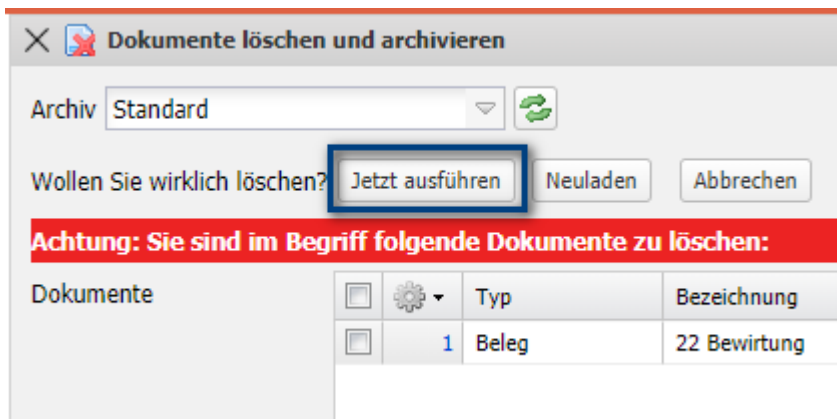 Dokumente löschen und archivieren
Archiv Standard
Wollen Sie wirklich löschen? Jetzt ausführen Neuladen Abbrechen
Achtung: Sie sind im Begriff folgende Dokumente zu löschen:
Dokumente Typ Bezeichnung
1 Beleg 22 Bewirtung